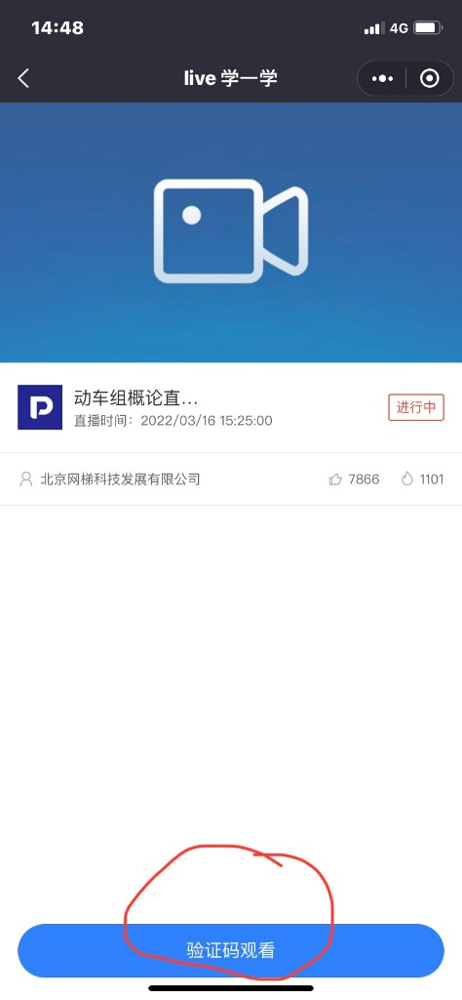 14:48
4G
live 学一学
动车组概论直...
直播时间：2022/03/16 15:25:00
进行中
北京网梯科技发展有限公司
7866
1101
验证码观看